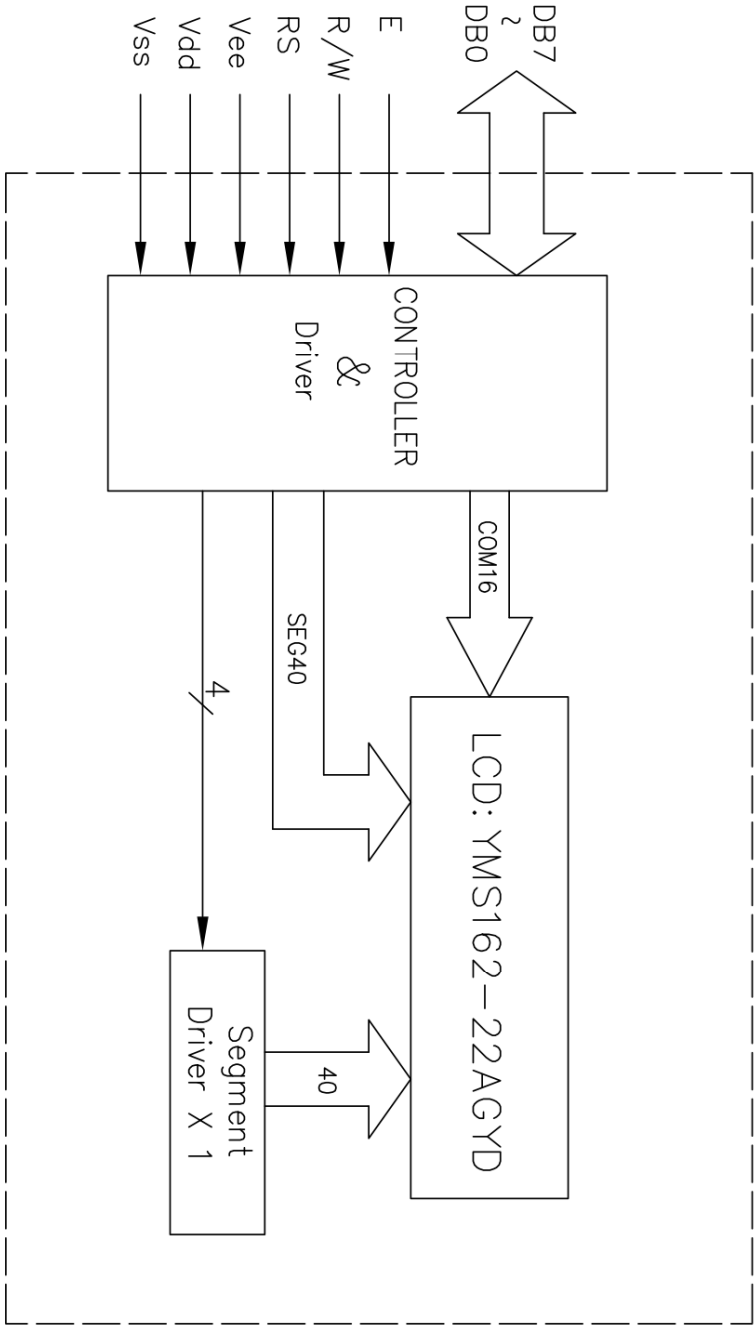 DB7
~
DB0
E
R/W
RS
Vee
Vdd
Vss
CONTROLLER
&
Driver
COM16
SEG40
4
LCD: YMS162-22AGYD
40
Segment
Driver X 1